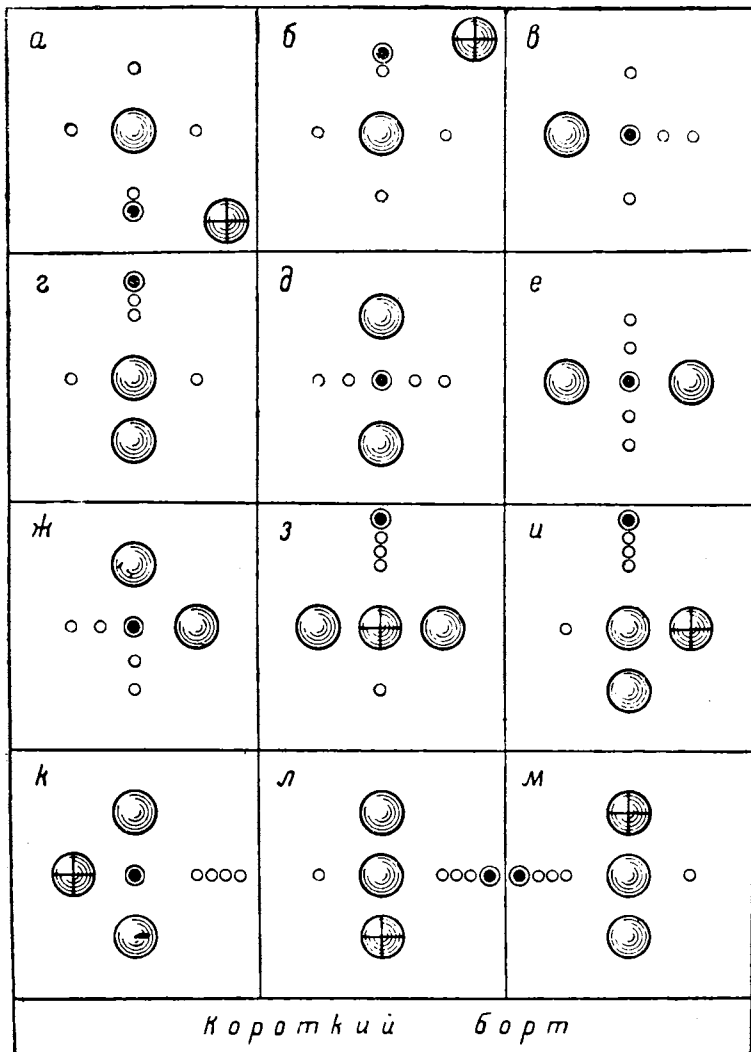 а б в
г д е
ж з и
к л м
короткий борт